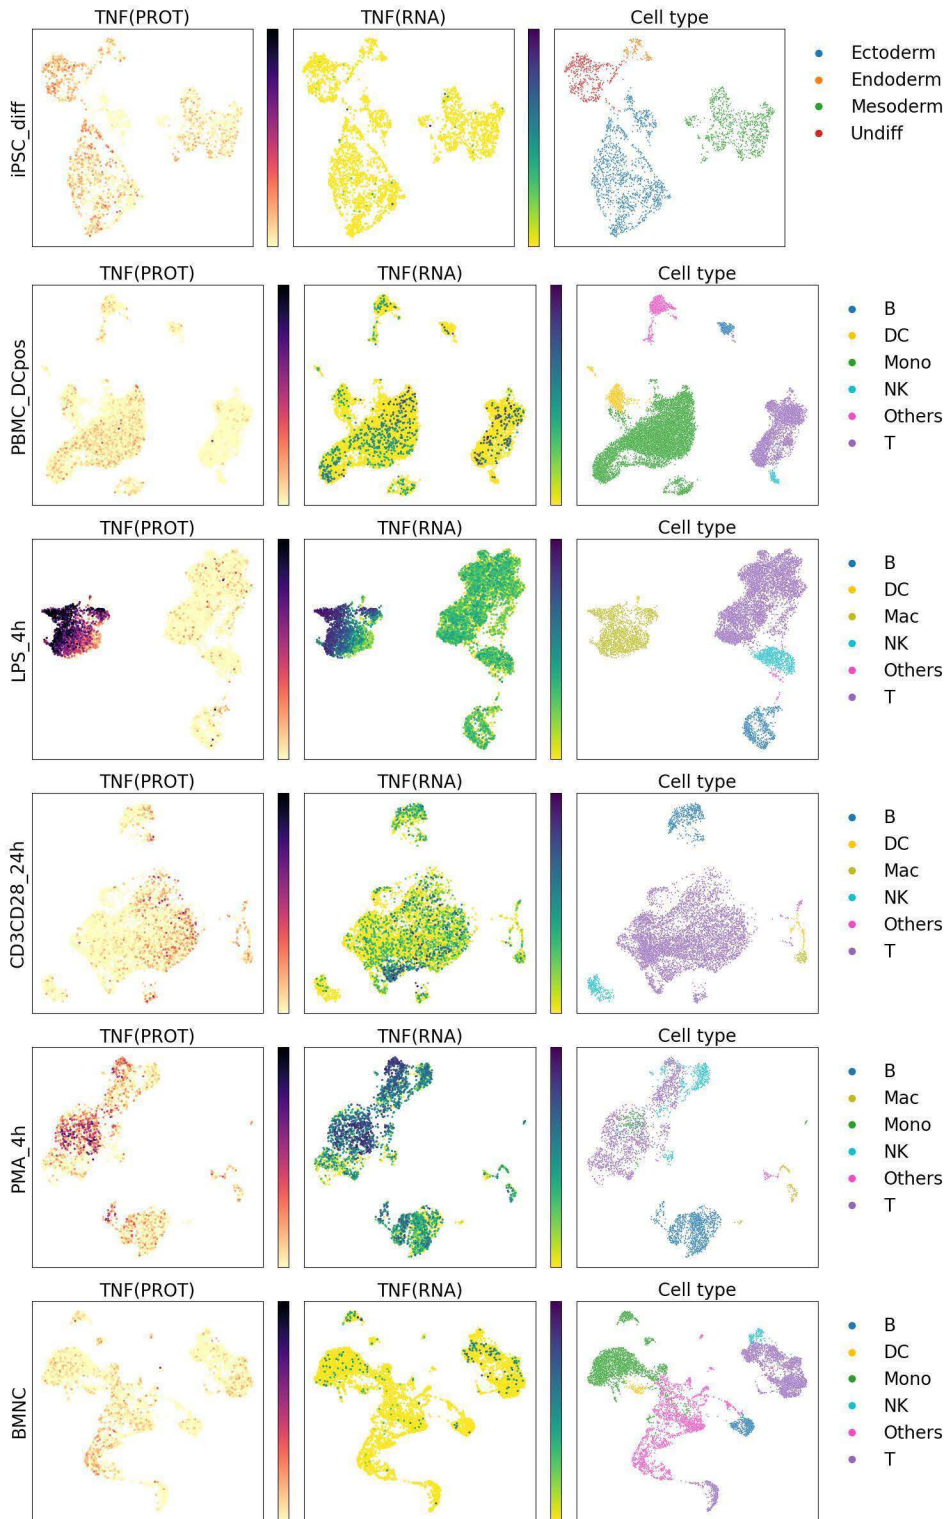 TNF(PROT) TNF(RNA) Cell type
iPSC_diff
Ectoderm
Endoderm
Mesoderm
Undiff
TNF(PROT) TNF(RNA) Cell type
PBMC_DCpos
B
DC
Mono
NK
Others
T
TNF(PROT) TNF(RNA) Cell type
LPS_4h
B
DC
Mac
NK
Others
T
TNF(PROT) TNF(RNA) Cell type
CD3CD28_24h
B
DC
Mac
NK
Others
T
TNF(PROT) TNF(RNA) Cell type
PMA_4h
B
Mac
Mono
NK
Others
T
TNF(PROT) TNF(RNA) Cell type
BMNC
B
DC
Mono
NK
Others
T